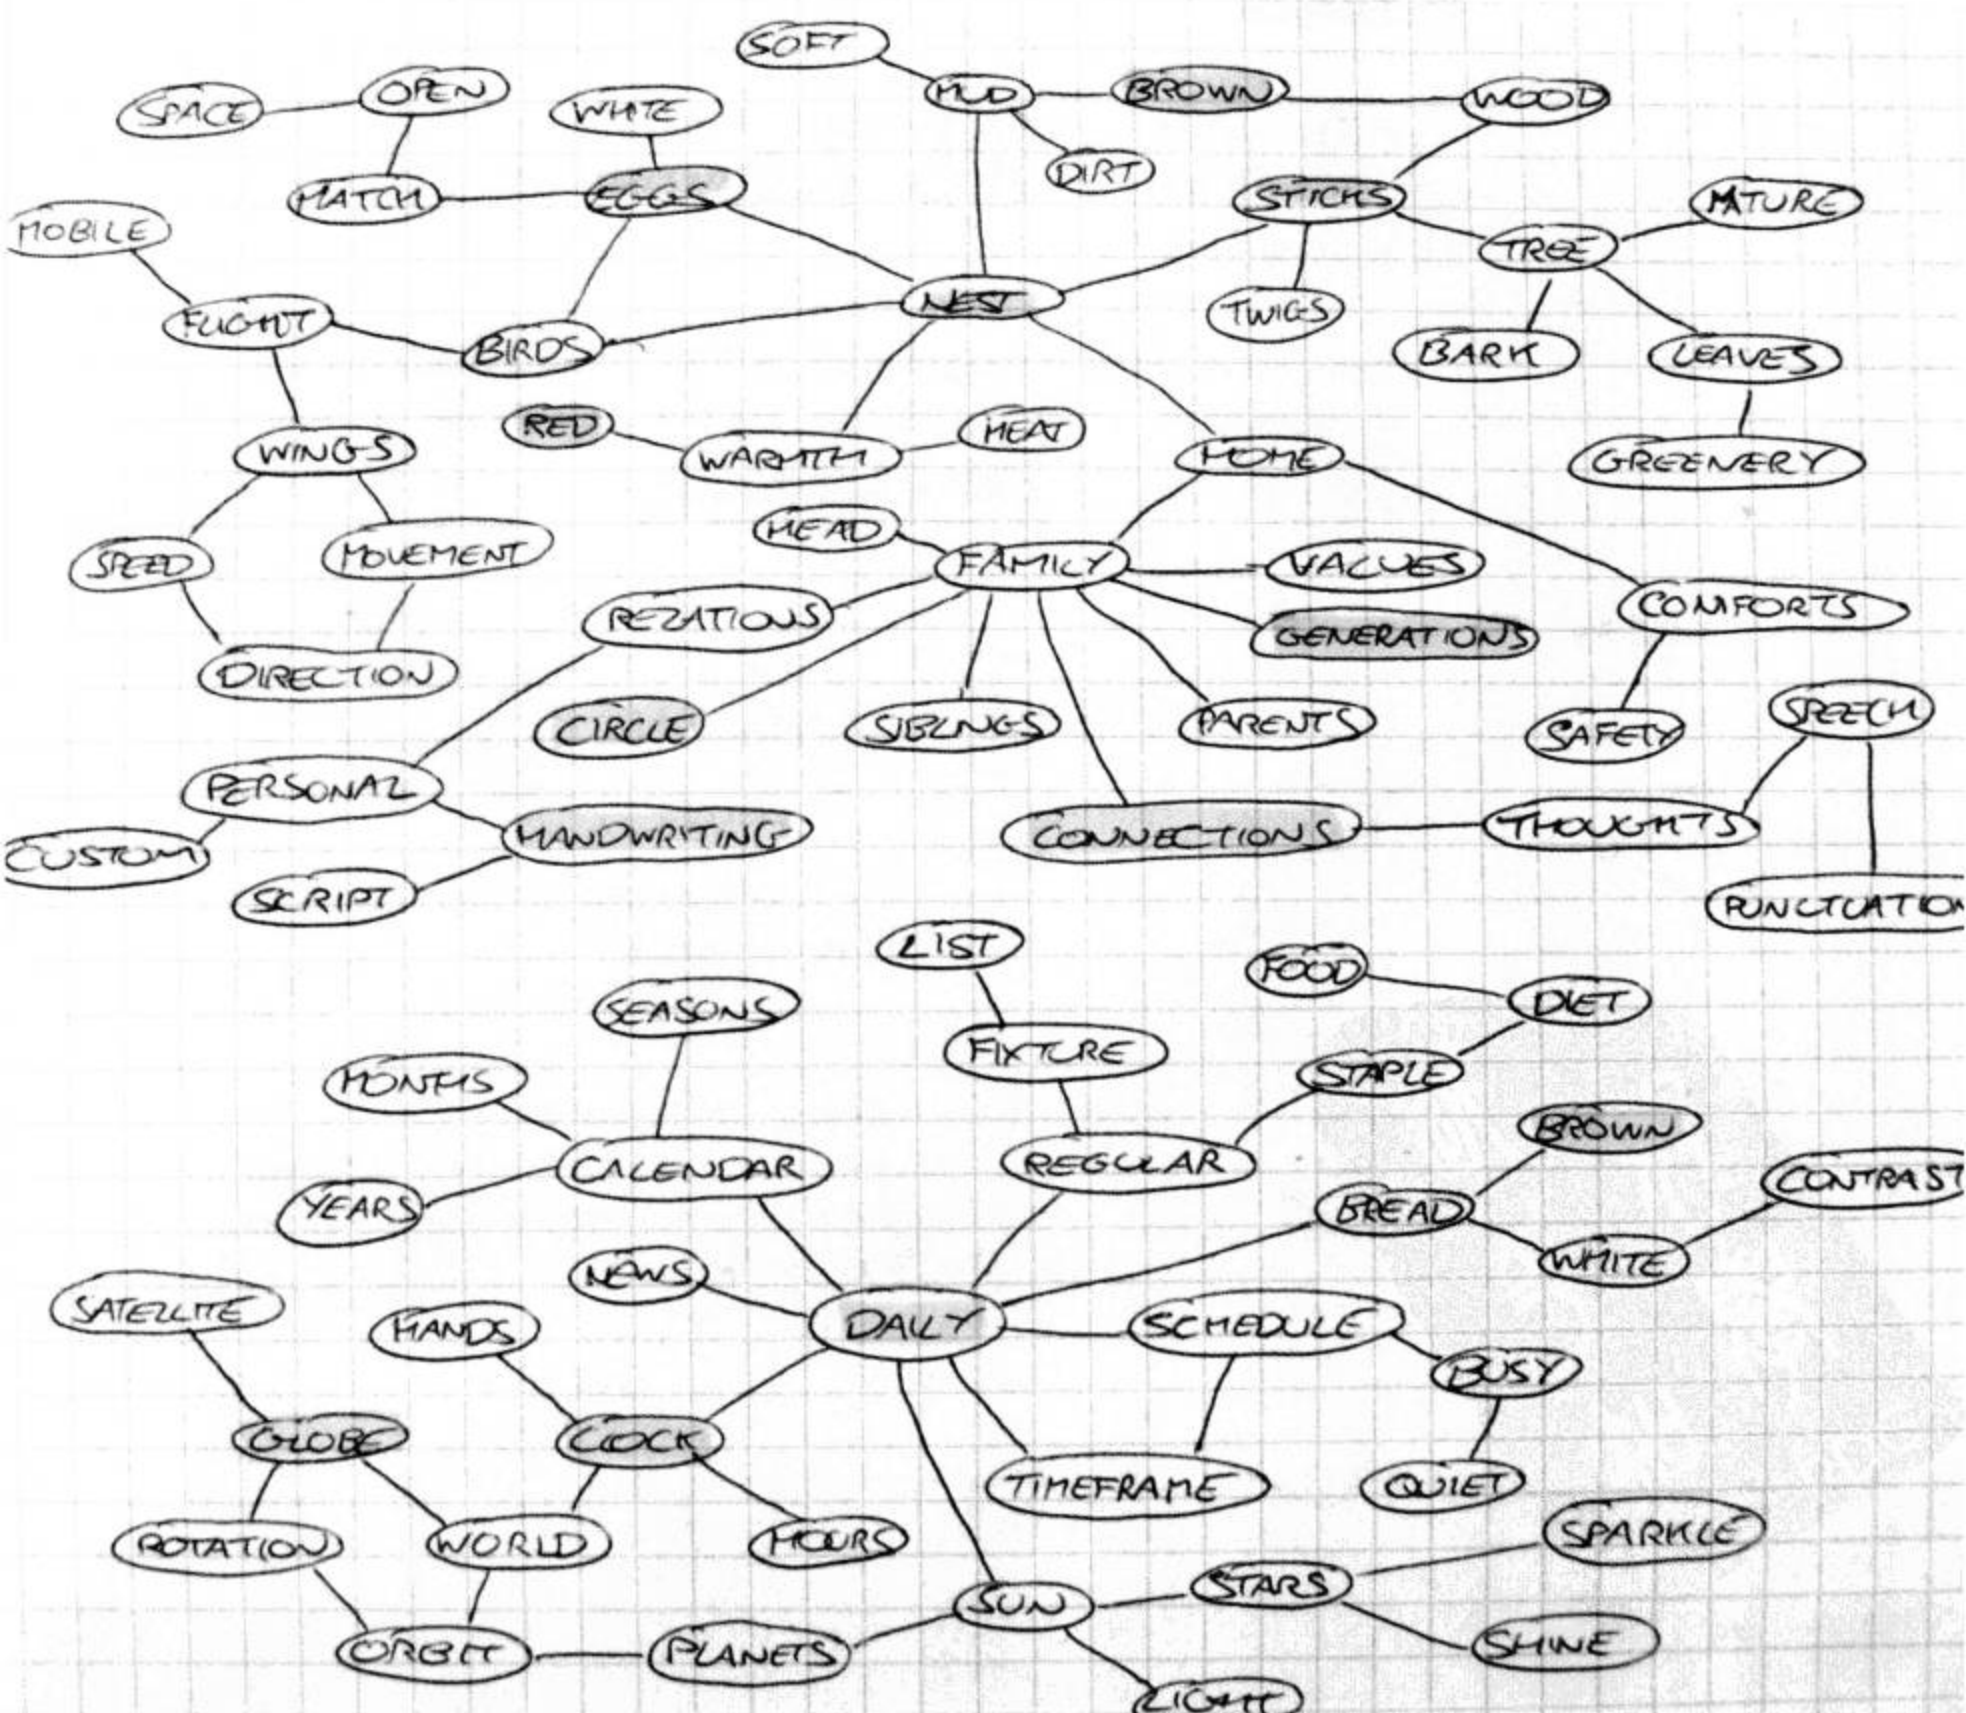 SOFT
SPACE
OPEN
WHITE
MUD
BROWN
WOOD
DIRT
HATCH
EGGS
STICKS
MATURE
MOBILE
TREE
FLIGHT
BIRDS
NEST
TWIGS
BARK
LEAVES
RED
HEAT
WINGS
WARMTH
HOME
GREENERY
HEAD
SPEED
MOVEMENT
FAMILY
VALUES
RELATIONS
GENERATIONS
COMFORTS
DIRECTION
CIRCLE
SIBLINGS
PARENTS
SAFETY
SPEECH
PERSONAL
HANDWRITING
CONNECTIONS
THOUGHTS
CUSTOM
SCRIPT
PUNCTUATION
LIST
FOOD
SEASONS
DIET
FIXTURE
MONTHS
STAPLE
BROWN
CALENDAR
REGULAR
CONTRAST
YEARS
BREAD
NEWS
WHITE
SATELLITE
HANDS
DAILY
SCHEDULE
BUSY
GLOBE
CLOCK
TIMEFRAME
QUIET
ROTATION
WORLD
HOURS
SPARKLE
SUN
STARS
ORBIT
PLANETS
SHINE
LIGHT